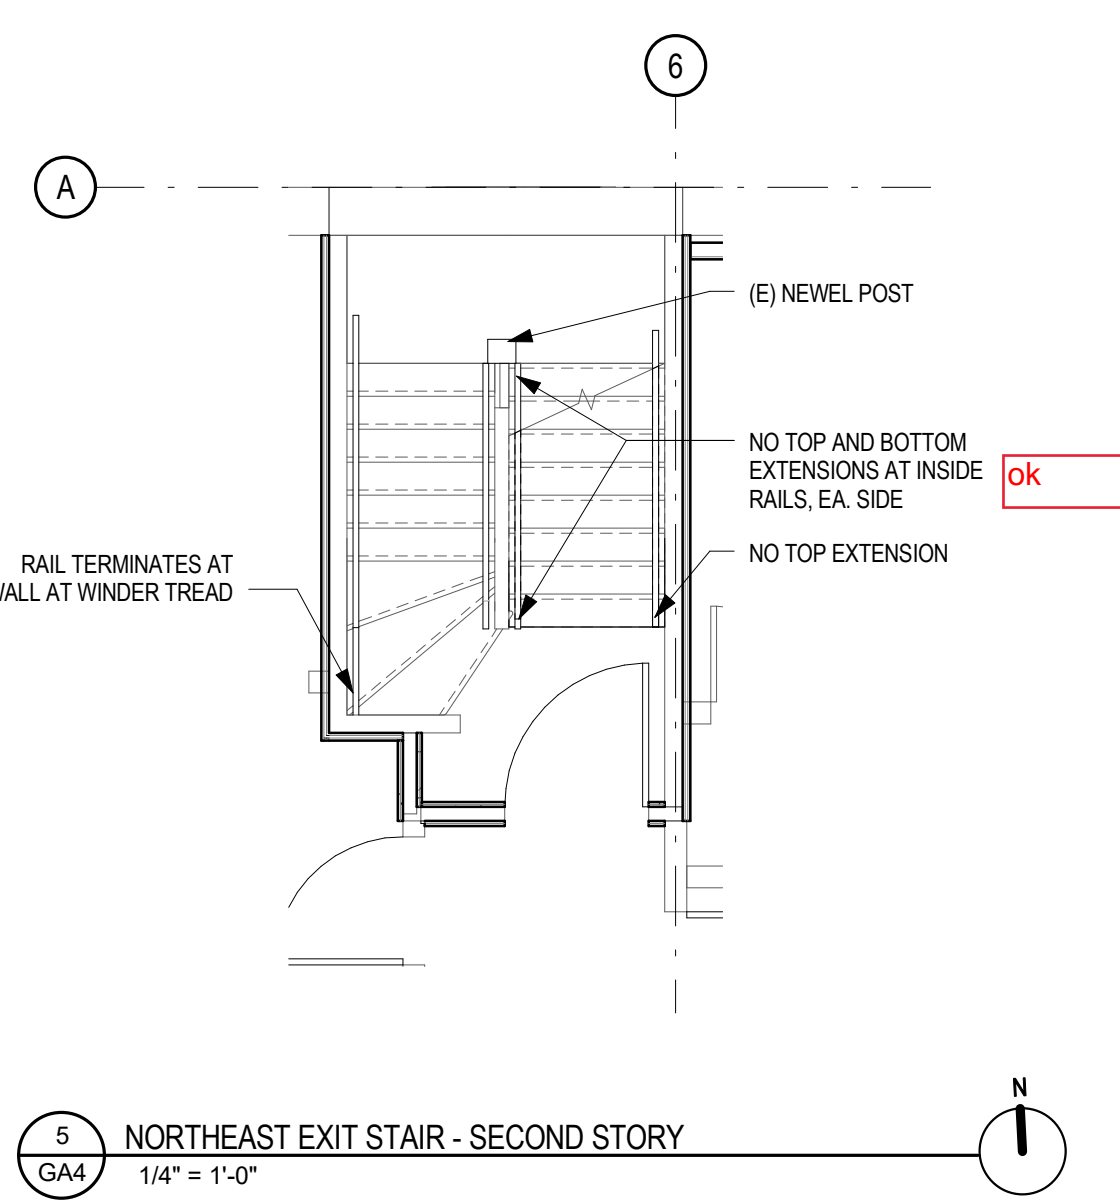 6
A
(E) NEWEL POST
NO TOP AND BOTTOM
EXTENSIONS AT INSIDE
RAILS, EA. SIDE
ok
NO TOP EXTENSION
RAIL TERMINATES AT
WALL AT WINDER TREAD
N
5
GA4
NORTHEAST EXIT STAIR - SECOND STORY
1/4" = 1'-0"